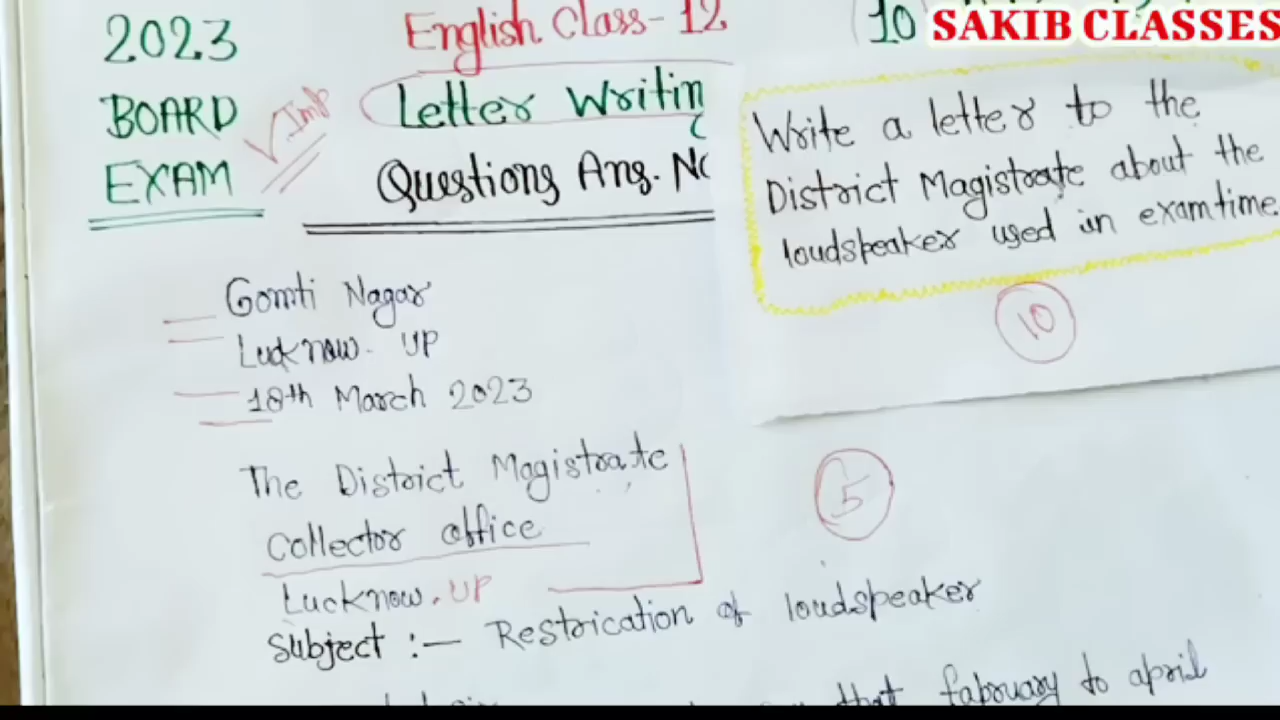 2023
BOARD
EXAM
Imp
English Class-12
Letter Writin
Questions Ans. No
10
SAKIB CLASSES
Write a letter to the
District Magistrate about the
loudspeaker used in examtime.
10
Gomti Nagar
Lucknow. UP
18th March 2023
The District Magistrate
Collector office
Lucknow. UP
5
Subject :— Restrication of loudspeaker
that fabruary to april